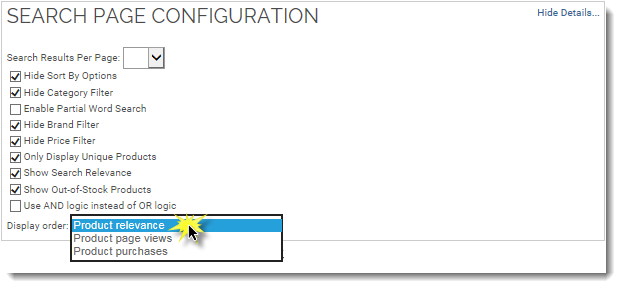 SEARCH PAGE CONFIGURATION
Hide Details...
Search Results Per Page:
Hide Sort By Options
Hide Category Filter
Enable Partial Word Search
Hide Brand Filter
Hide Price Filter
Only Display Unique Products
Show Search Relevance
Show Out-of-Stock Products
Use AND logic instead of OR logic
Display order: Product relevance
Product page views
Product purchases